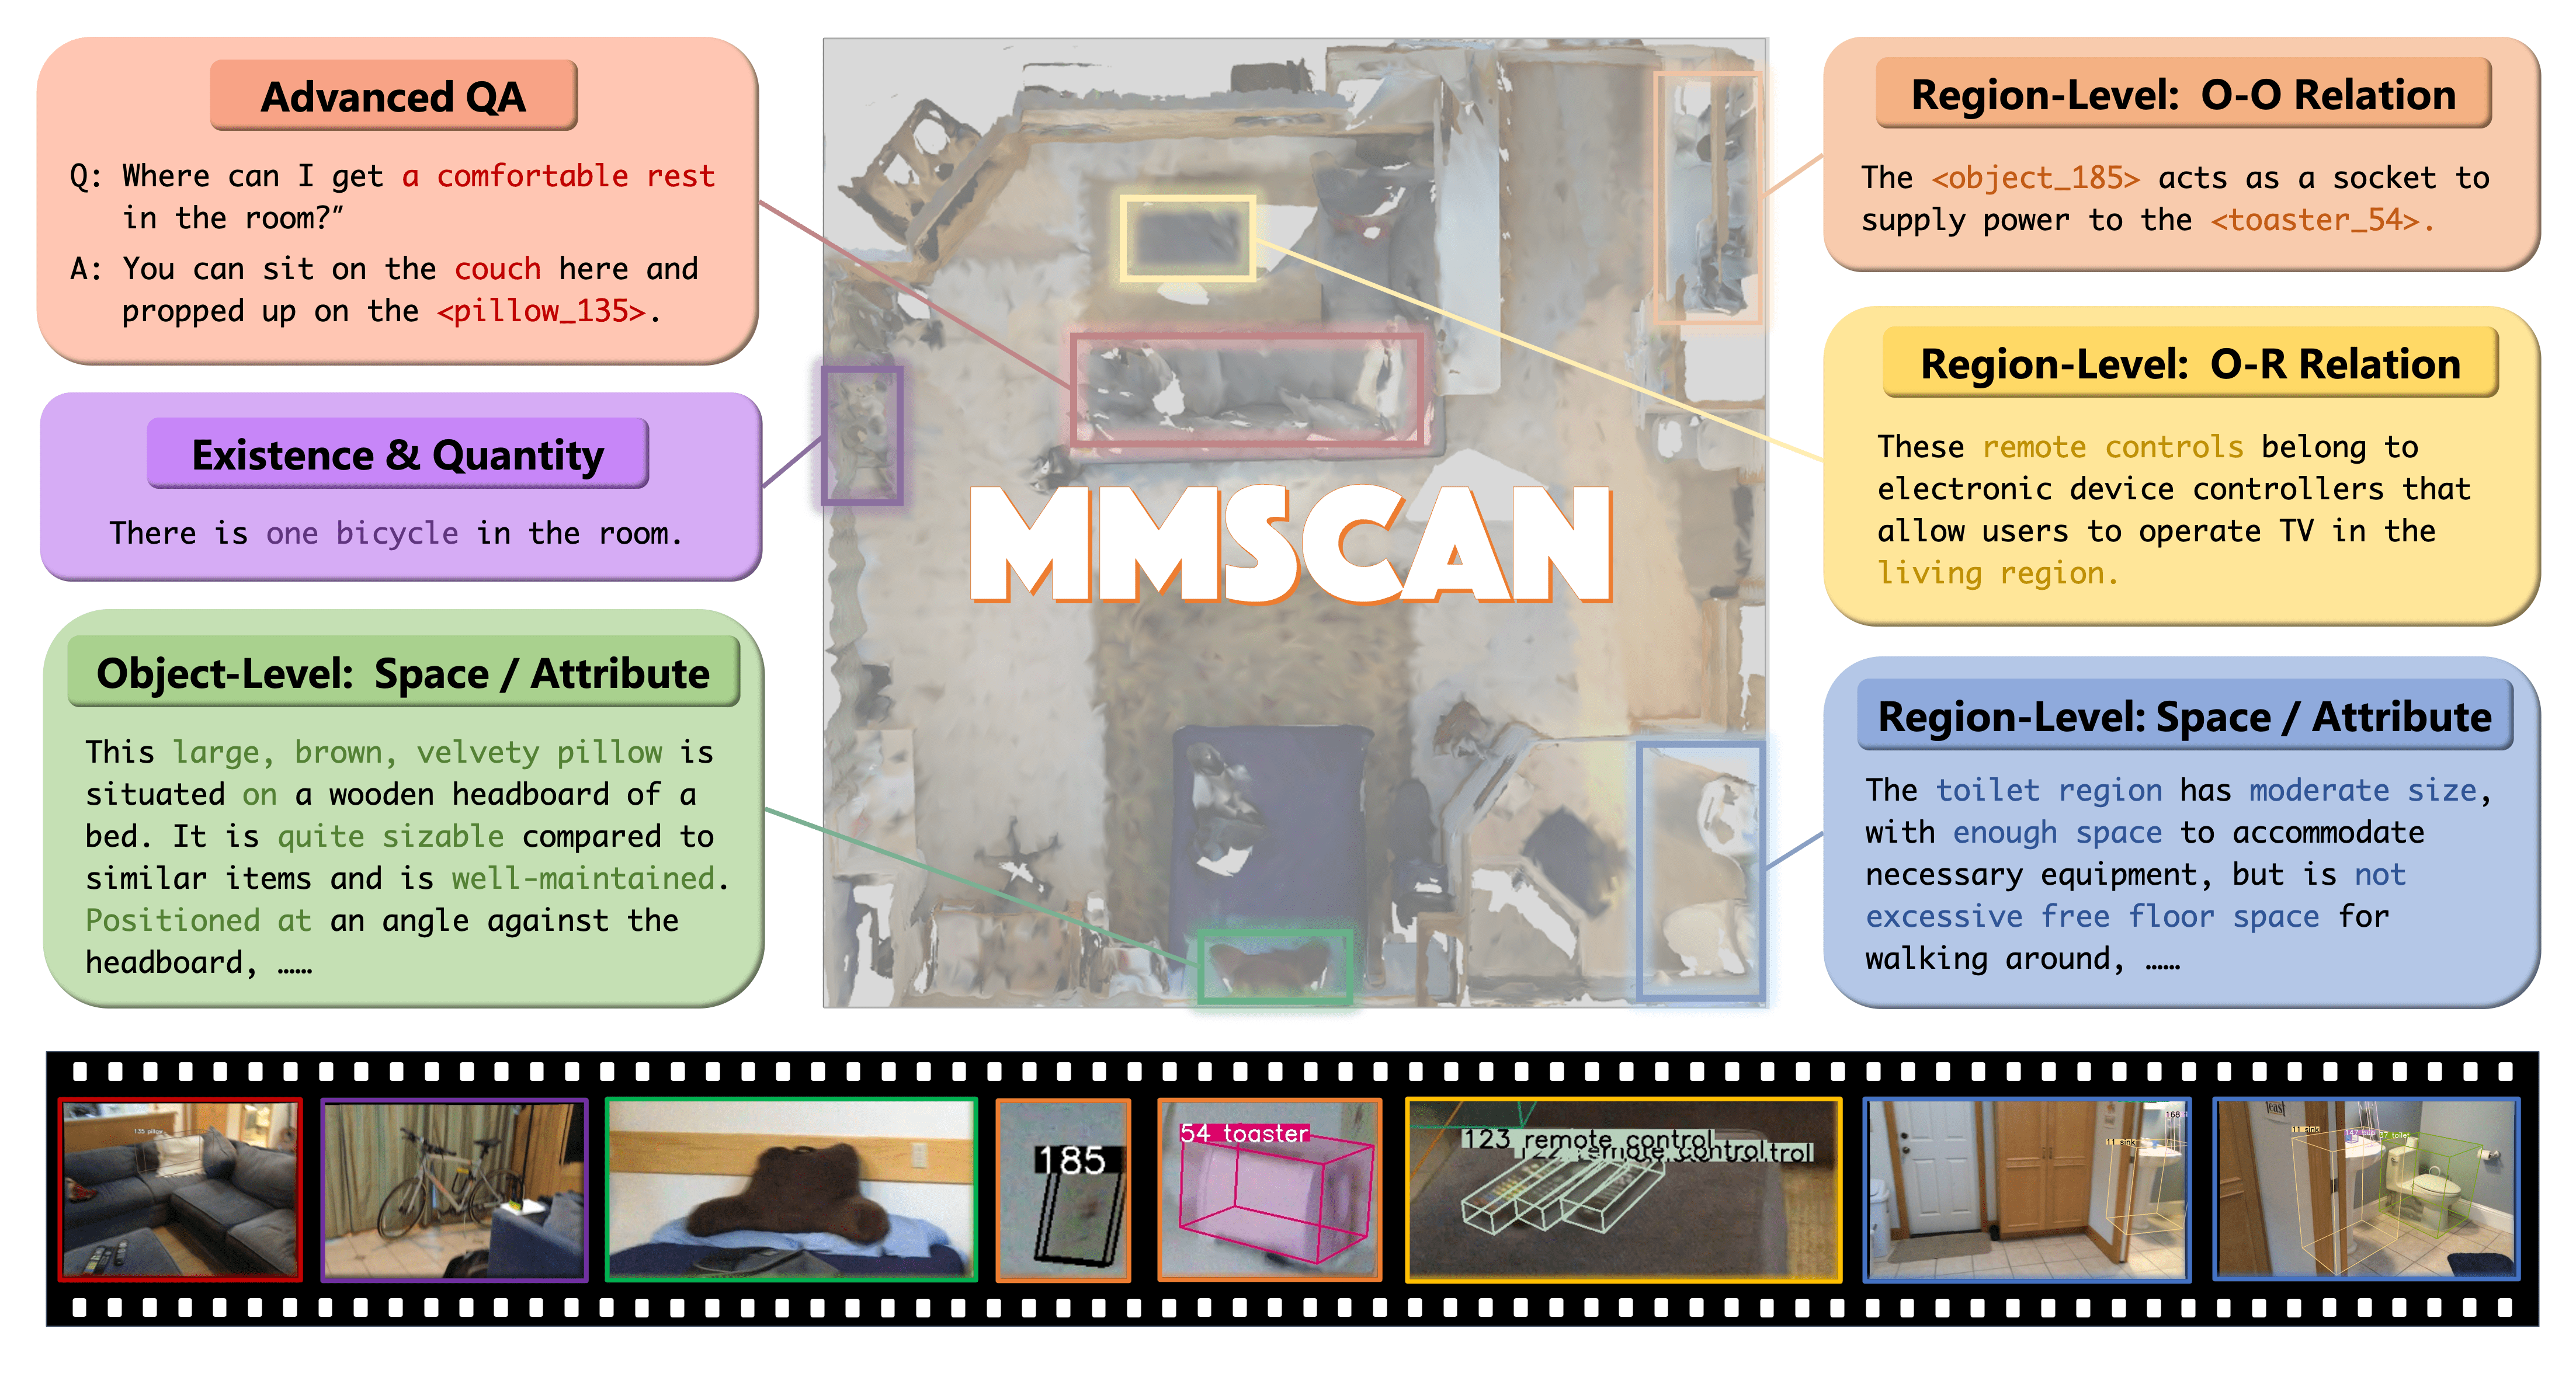 Advanced QA
Q: Where can I get a comfortable rest
in the room?”
A: You can sit on the couch here and
propped up on the <pillow_135>.
Existence & Quantity
There is one bicycle in the room.
Object-Level: Space / Attribute
This large, brown, velvety pillow is
situated on a wooden headboard of a
bed. It is quite sizable compared to
similar items and is well-maintained.
Positioned at an angle against the
headboard, ……
MMSCAN
Region-Level: O-O Relation
The <object_185> acts as a socket to
supply power to the <toaster_54>.
Region-Level: O-R Relation
These remote controls belong to
electronic device controllers that
allow users to operate TV in the
living region.
Region-Level: Space / Attribute
The toilet region has moderate size,
with enough space to accommodate
necessary equipment, but is not
excessive free floor space for
walking around, ……
135 pillow
185
54 toaster
123 remote control
122 remote control
trol
168
11 sink
11 sink
37 toilet